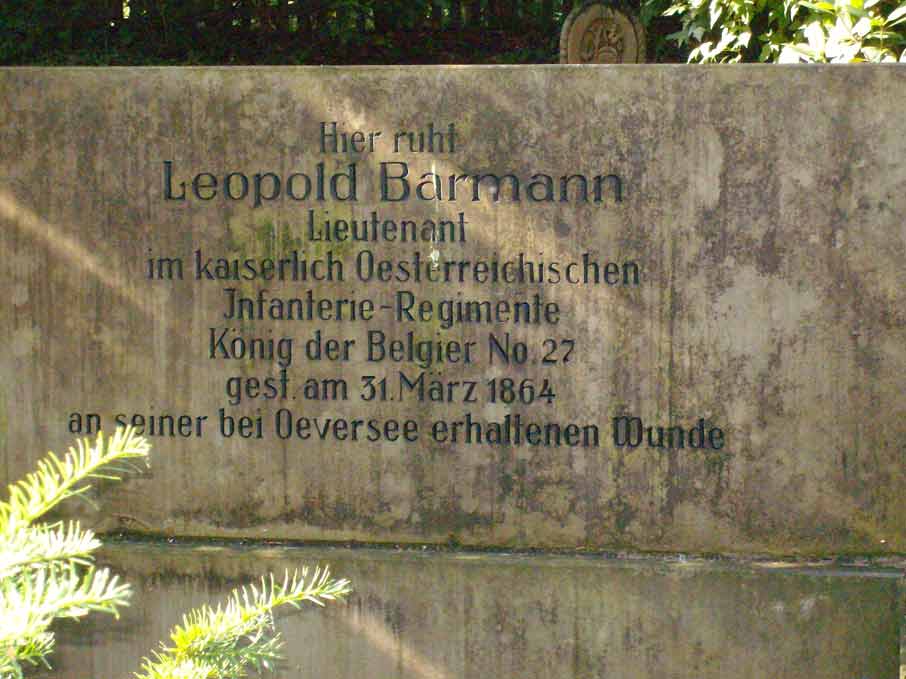 Hier ruht
Leopold Barmann
Lieutenant
im kaiserlich Oesterreichischen
Jnfanterie-Regimente
König der Belgier No. 27
gest. am 31. März 1864
an seiner bei Oeversee erhaltenen Wunde